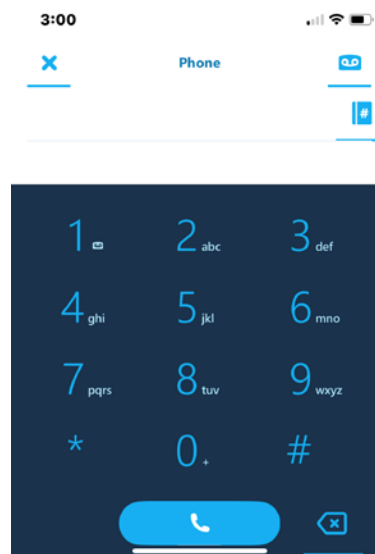 3:00
Phone
#
1 2 abc 3 def
4 ghi 5 jkl 6 mno
7 pqrs 8 tuv 9 wxyz
* 0 + #